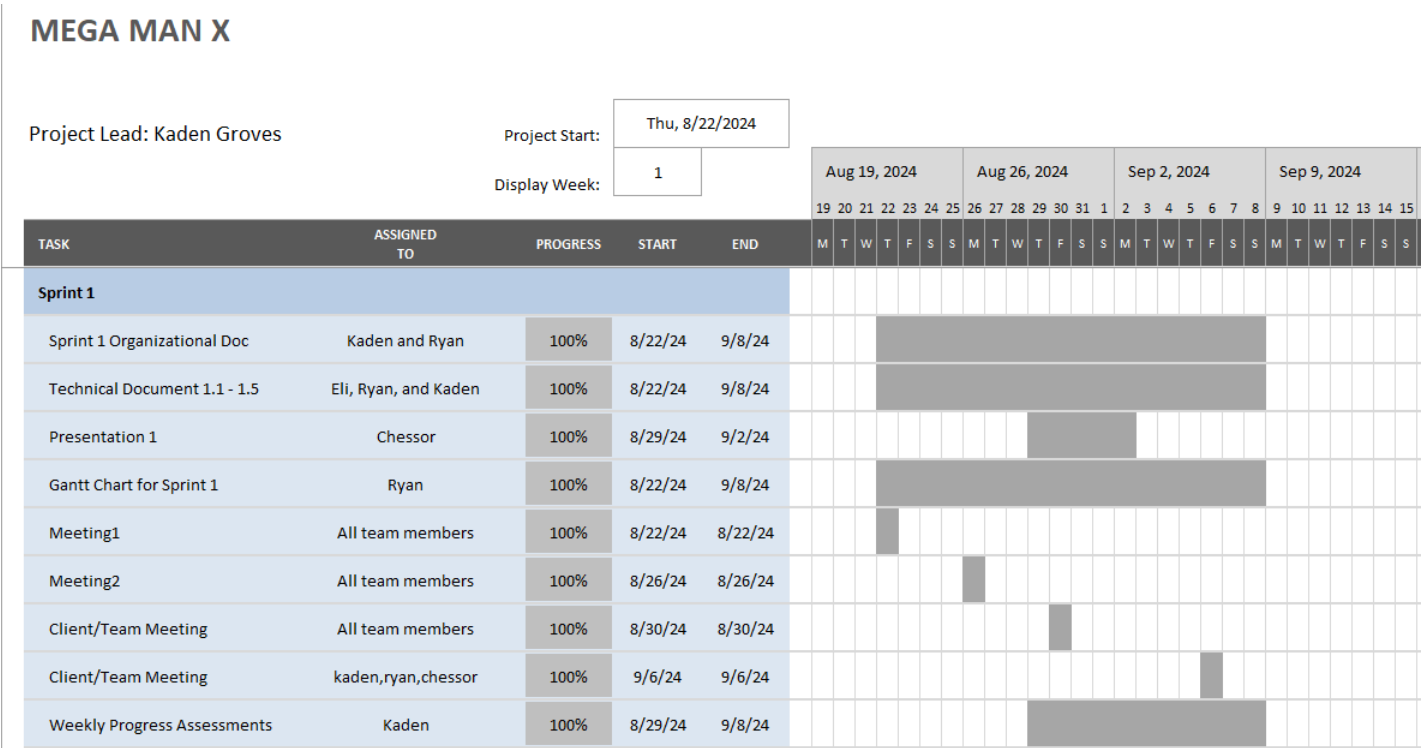 MEGA MAN X
Project Lead: Kaden Groves
Project Start:
Thu, 8/22/2024
Display Week:
1
Aug 19, 2024 Aug 26, 2024 Sep 2, 2024 Sep 9, 2024
19 20 21 22 23 24 25 26 27 28 29 30 31 1 2 3 4 5 6 7 8 9 10 11 12 13 14 15
TASK ASSIGNED TO PROGRESS START END M T W T F S S M T W T F S S M T W T F S S M T W T F S S
Sprint 1
Sprint 1 Organizational Doc Kaden and Ryan 100% 8/22/24 9/8/24
Technical Document 1.1 - 1.5 Eli, Ryan, and Kaden 100% 8/22/24 9/8/24
Presentation 1 Chessor 100% 8/29/24 9/2/24
Gantt Chart for Sprint 1 Ryan 100% 8/22/24 9/8/24
Meeting1 All team members 100% 8/22/24 8/22/24
Meeting2 All team members 100% 8/26/24 8/26/24
Client/Team Meeting All team members 100% 8/30/24 8/30/24
Client/Team Meeting kaden,ryan,chessor 100% 9/6/24 9/6/24
Weekly Progress Assessments Kaden 100% 8/29/24 9/8/24